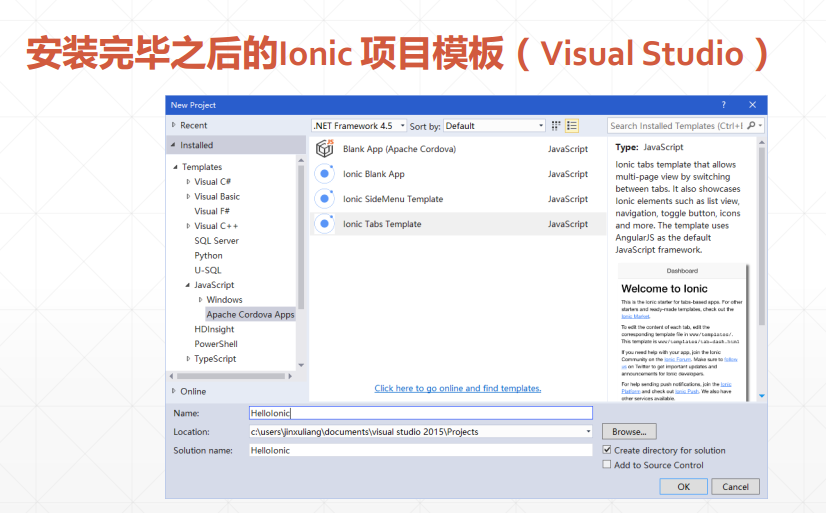 安装完毕之后的Ionic 项目模板（Visual Studio）
New Project
Recent
.NET Framework 4.5
Sort by: Default
Search Installed Templates (Ctrl+
Installed
Templates
Visual C#
Visual Basic
Visual F#
Visual C++
SQL Server
Python
U-SQL
JavaScript
Windows
Apache Cordova Apps
HDInsight
PowerShell
TypeScript
Online
JS
Blank App (Apache Cordova) JavaScript
Ionic Blank App JavaScript
Ionic SideMenu Template JavaScript
Ionic Tabs Template JavaScript
Click here to go online and find templates.
Type: JavaScript
Ionic tabs template that allows
multi-page view by switching
between tabs. It also showcases
Ionic elements such as list view,
navigation, toggle button, icons
and more. The template uses
AngularJS as the default
JavaScript framework.
Dashboard
Welcome to Ionic
This is the Ionic starter for tabs-based apps. For other
starters and ready-made templates, check out the
Ionic Market.
To edit the content of each tab, edit the
corresponding template file in www/templates/.
This template is www/templates/tab-dash.html
If you need help with your app, join the Ionic
Community on the Ionic Forum. Make sure to follow
us on Twitter to get important updates and
announcements for Ionic developers.
For help sending push notifications, join the Ionic
Platform and check out Ionic Push. We also have
other services available.
Name: HelloIonic
Location: c:\users\jinxuliang\documents\visual studio 2015\Projects
Browse...
Solution name: HelloIonic
Create directory for solution
Add to Source Control
OK Cancel